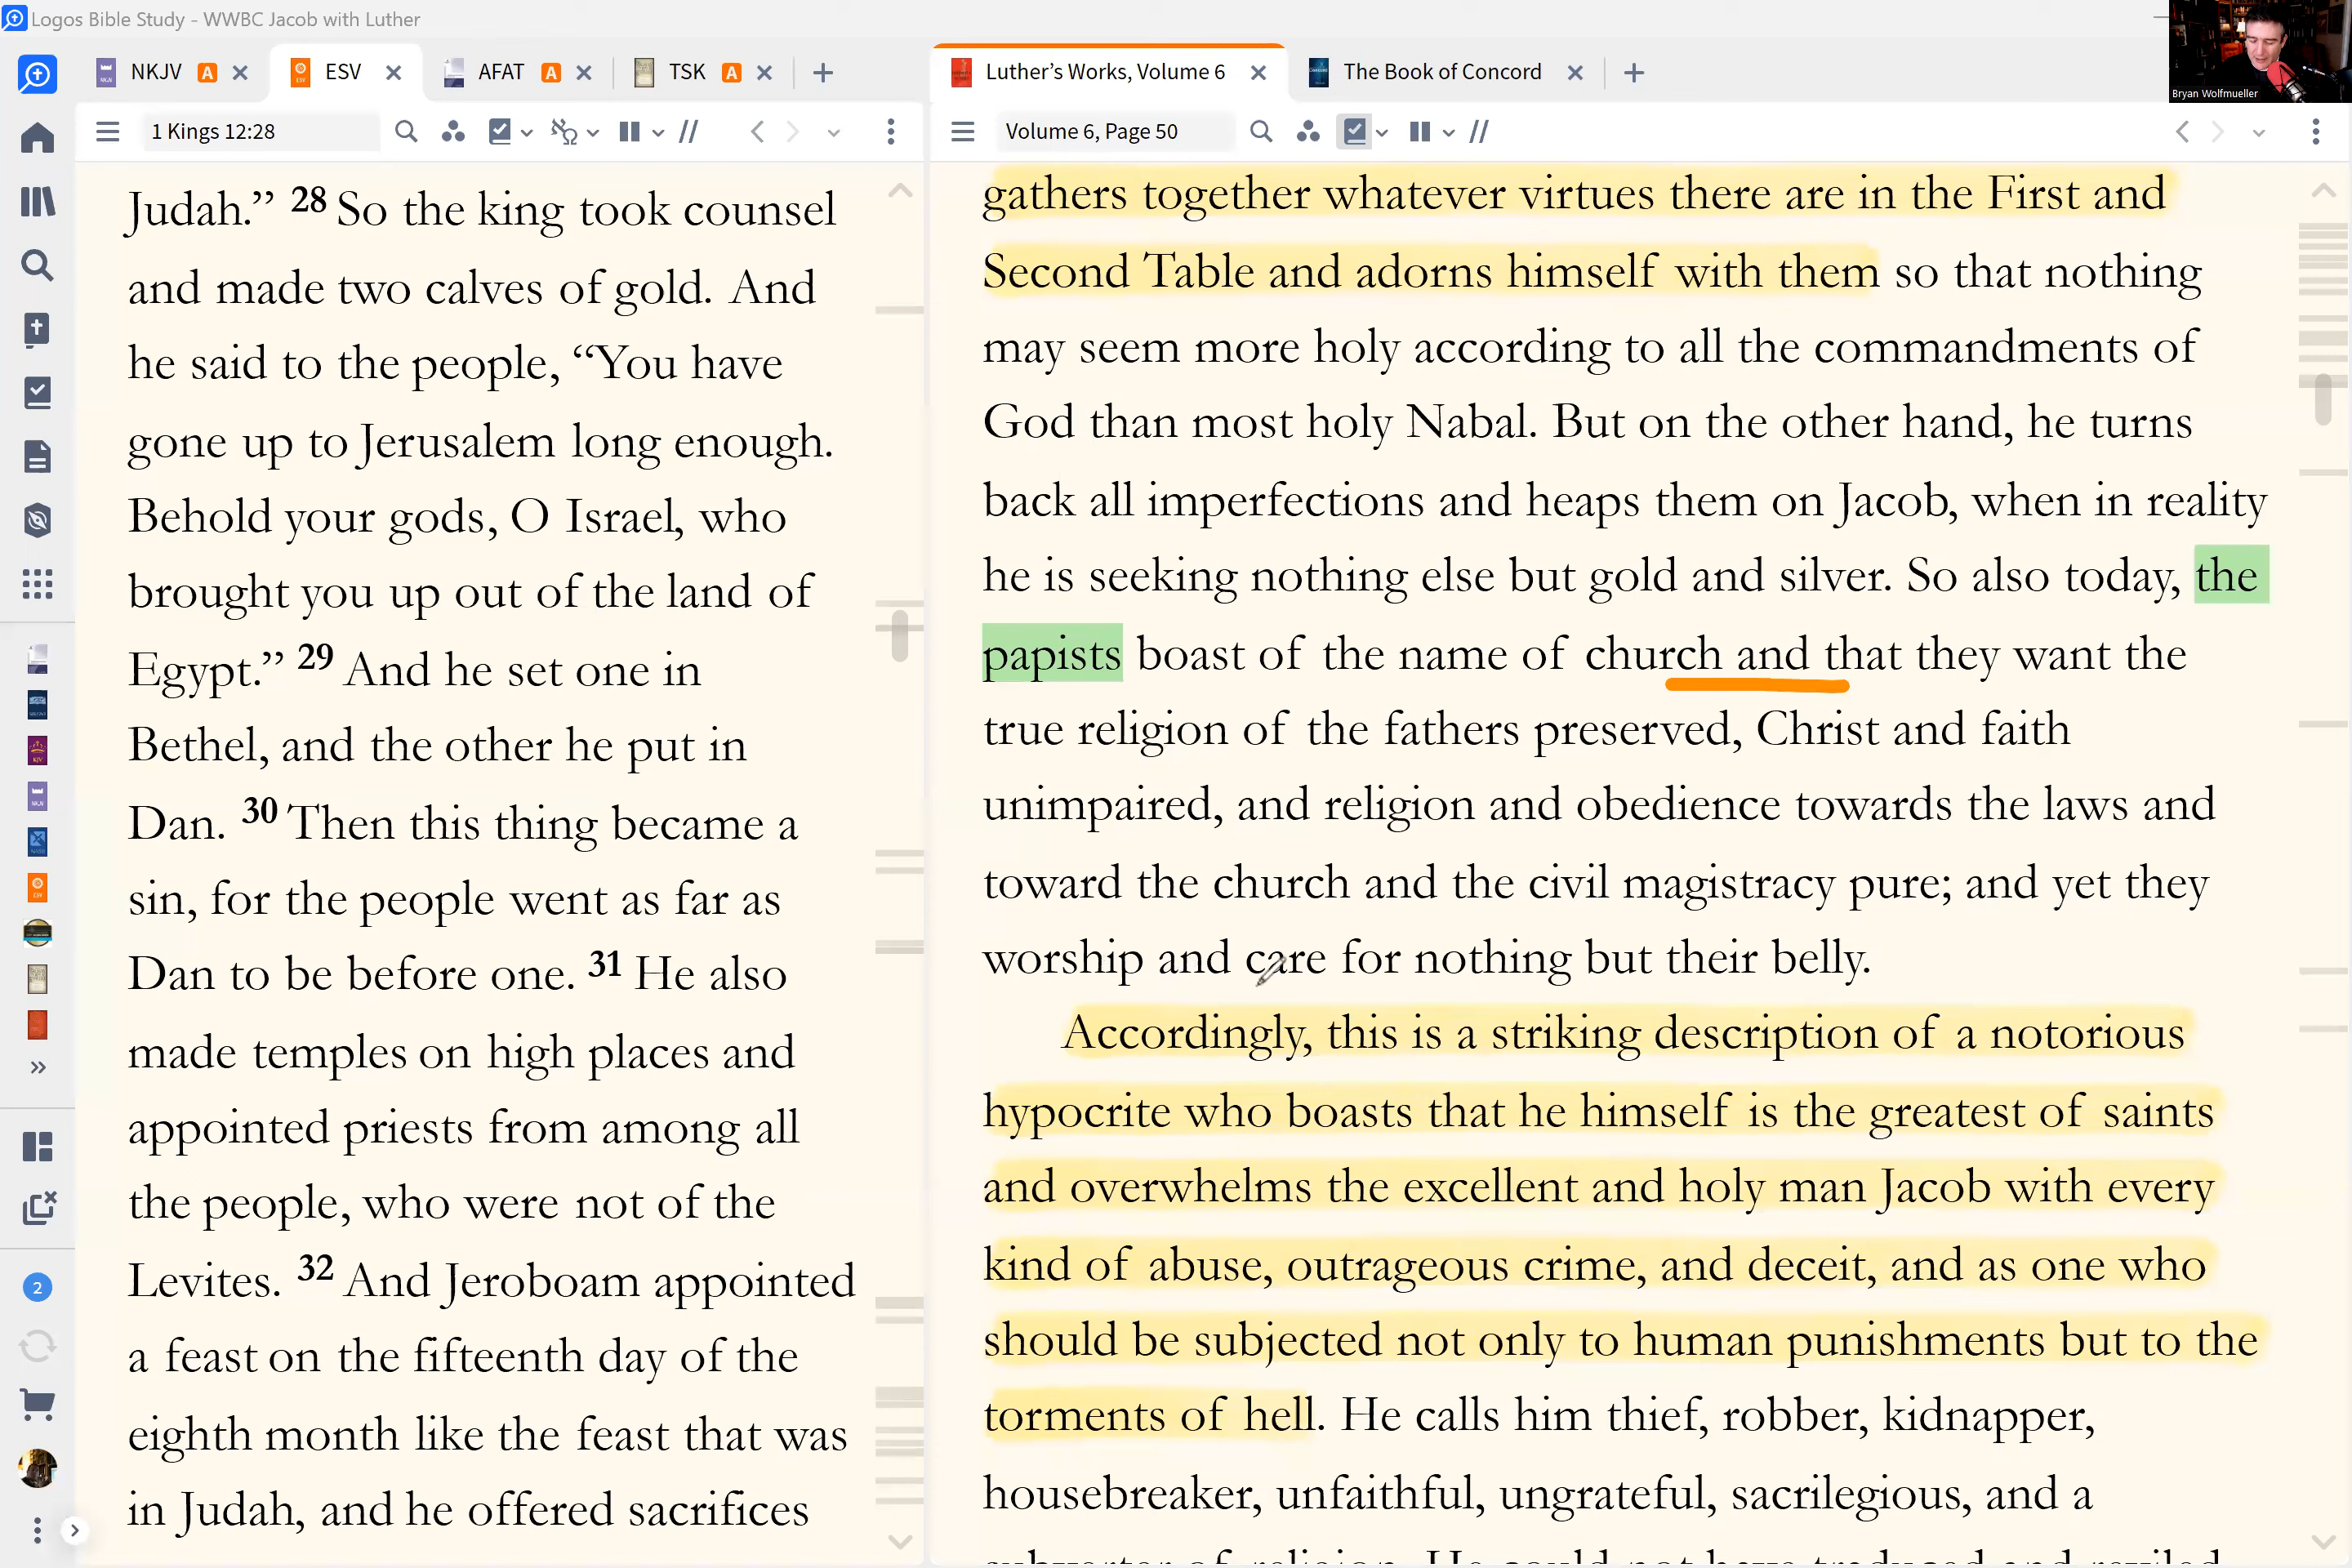 Logos Bible Study - WWBC Jacob with Luther
NKJV A
ESV
AFAT A
TSK A
Luther’s Works, Volume 6
The Book of Concord
Bryan Wolfmueller
1 Kings 12:28
Volume 6, Page 50
Judah.” 28 So the king took counsel
and made two calves of gold. And
he said to the people, “You have
gone up to Jerusalem long enough.
Behold your gods, O Israel, who
brought you up out of the land of
Egypt.” 29 And he set one in
Bethel, and the other he put in
Dan. 30 Then this thing became a
sin, for the people went as far as
Dan to be before one. 31 He also
made temples on high places and
appointed priests from among all
the people, who were not of the
Levites. 32 And Jeroboam appointed
a feast on the fifteenth day of the
eighth month like the feast that was
in Judah, and he offered sacrifices
gathers together whatever virtues there are in the First and
Second Table and adorns himself with them so that nothing
may seem more holy according to all the commandments of
God than most holy Nabal. But on the other hand, he turns
back all imperfections and heaps them on Jacob, when in reality
he is seeking nothing else but gold and silver. So also today, the
papists boast of the name of church and that they want the
true religion of the fathers preserved, Christ and faith
unimpaired, and religion and obedience towards the laws and
toward the church and the civil magistracy pure; and yet they
worship and care for nothing but their belly.
Accordingly, this is a striking description of a notorious
hypocrite who boasts that he himself is the greatest of saints
and overwhelms the excellent and holy man Jacob with every
kind of abuse, outrageous crime, and deceit, and as one who
should be subjected not only to human punishments but to the
torments of hell. He calls him thief, robber, kidnapper,
housebreaker, unfaithful, ungrateful, sacrilegious, and a
2